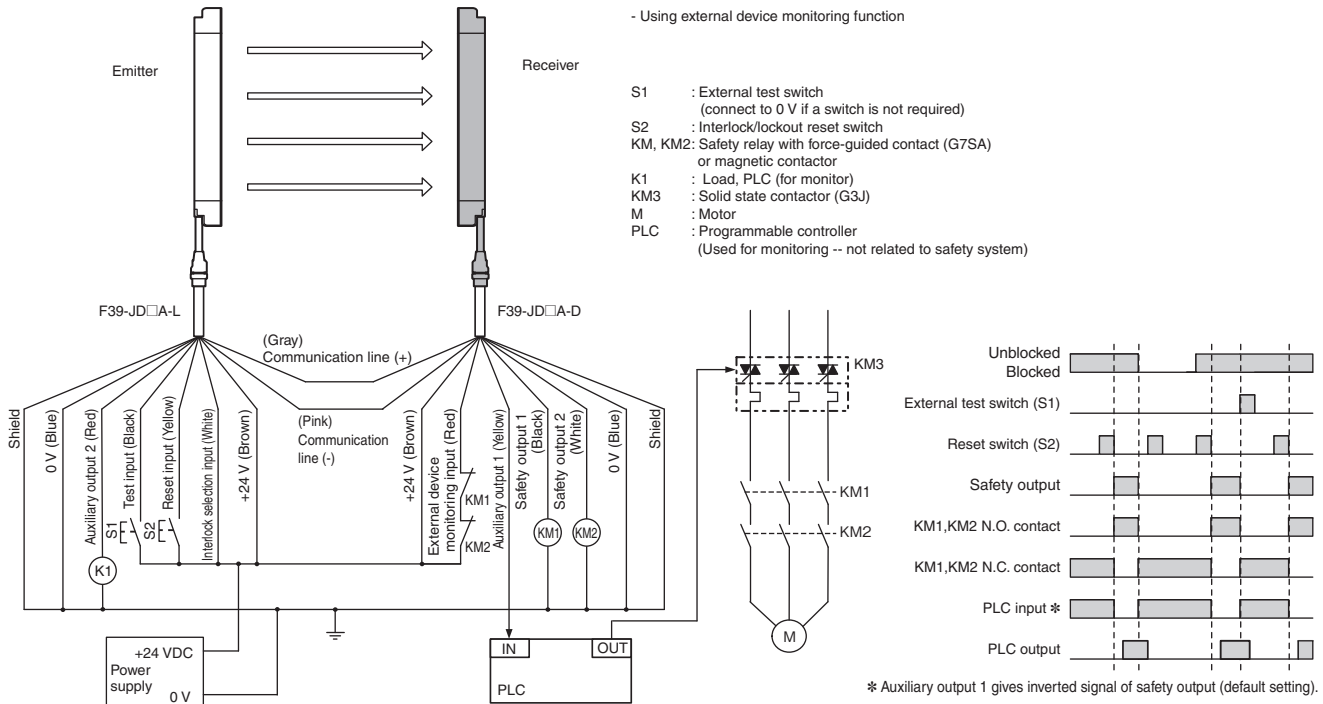 - Using external device monitoring function
Emitter
Receiver
S1 : External test switch
(connect to 0 V if a switch is not required)
S2 : Interlock/lockout reset switch
KM, KM2: Safety relay with force-guided contact (G7SA)
or magnetic contactor
K1 : Load, PLC (for monitor)
KM3 : Solid state contactor (G3J)
M : Motor
PLC : Programmable controller
(Used for monitoring -- not related to safety system)
F39-JD□A-L
F39-JD□A-D
(Gray)
Communication line (+)
(Pink)
Communication
line (-)
Shield
0 V (Blue)
Auxiliary output 2 (Red)
Test input (Black)
Reset input (Yellow)
Interlock selection input (White)
+24 V (Brown)
+24 V (Brown)
External device
monitoring input (Red)
Auxiliary output 1 (Yellow)
Safety output 1
(Black)
Safety output 2
(White)
0 V (Blue)
Shield
S1
S2
K1
KM1
KM2
KM1
KM2
+24 VDC
Power
supply
0 V
IN
OUT
PLC
KM3
KM1
KM2
M
Unblocked
Blocked
External test switch (S1)
Reset switch (S2)
Safety output
KM1,KM2 N.O. contact
KM1,KM2 N.C. contact
PLC input ✽
PLC output
✽ Auxiliary output 1 gives inverted signal of safety output (default setting).